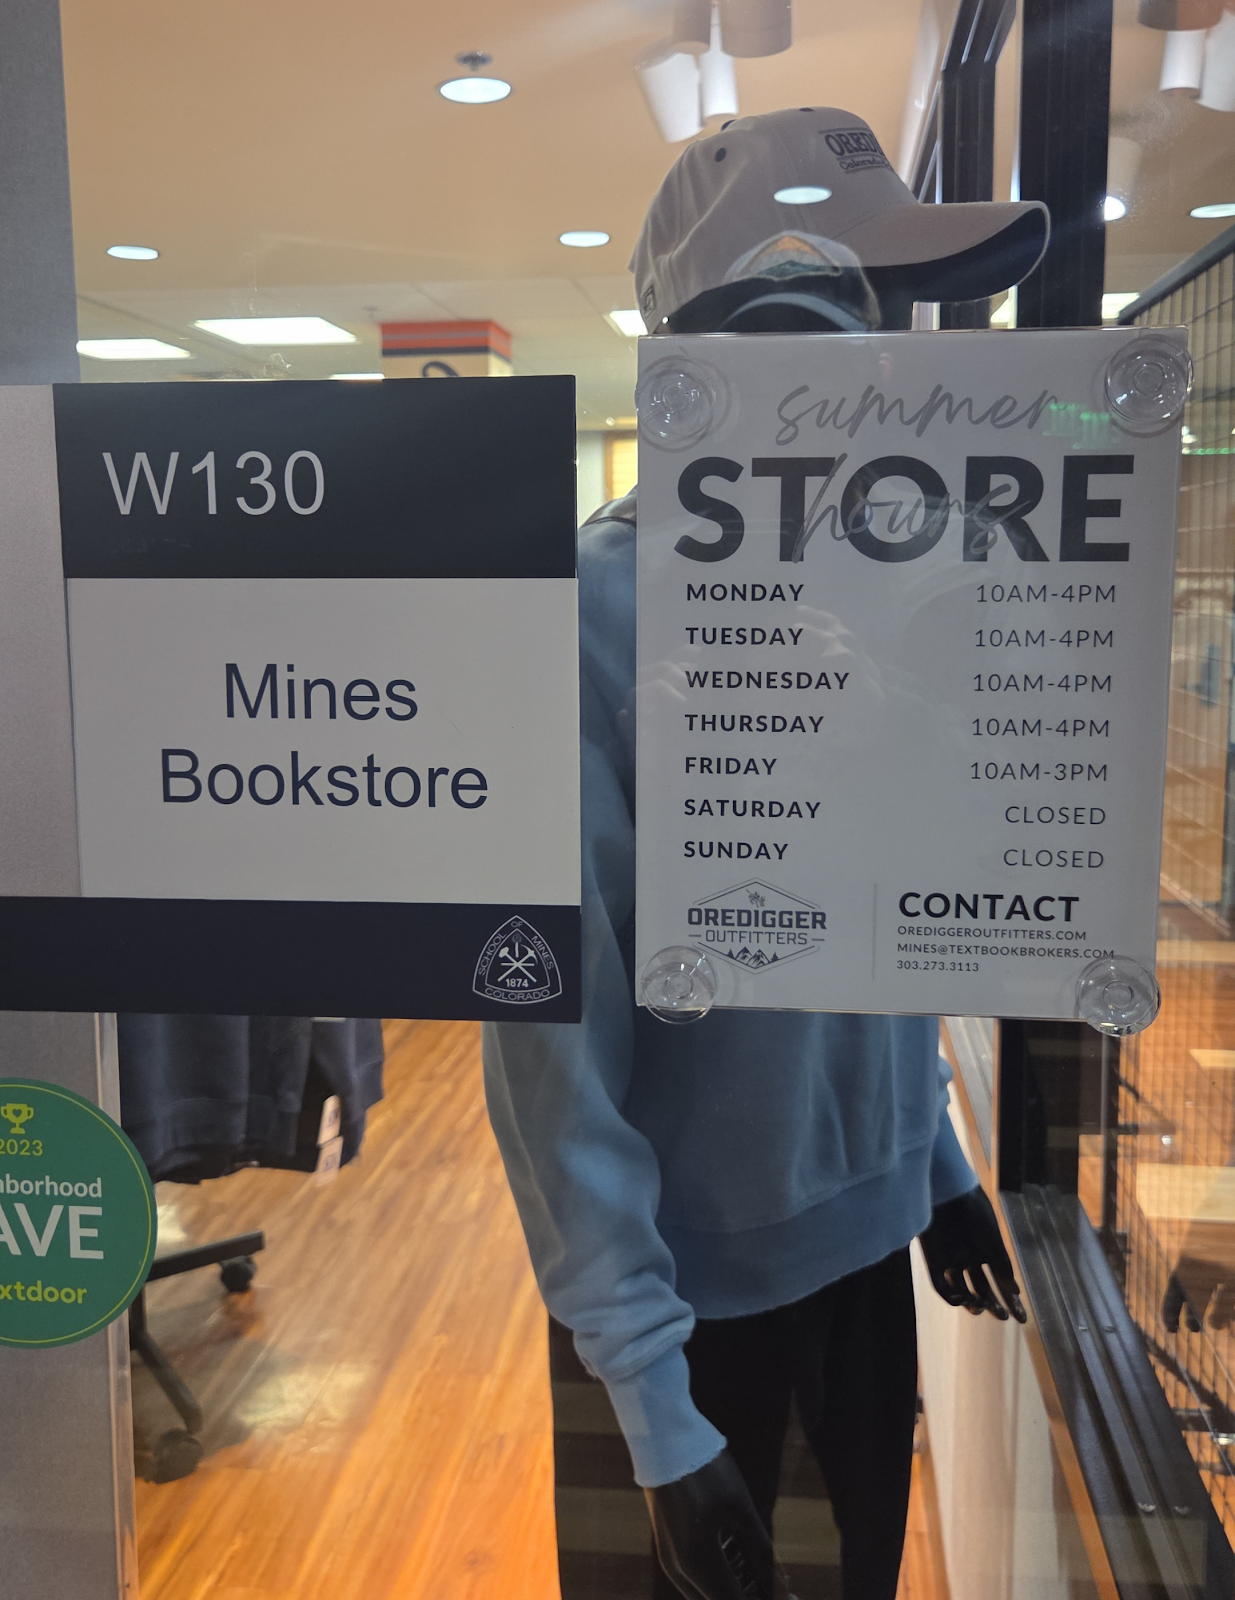 W130
Mines
Bookstore
SCHOOL OF MINES
1874
COLORADO
summer
STORE
hours
MONDAY 10AM-4PM
TUESDAY 10AM-4PM
WEDNESDAY 10AM-4PM
THURSDAY 10AM-4PM
FRIDAY 10AM-3PM
SATURDAY CLOSED
SUNDAY CLOSED
OREDIGGER
OUTFITTERS
CONTACT
OREDIGGEROUTFITTERS.COM
MINES@TEXTBOOKBROKERS.COM
303.273.3113
2023